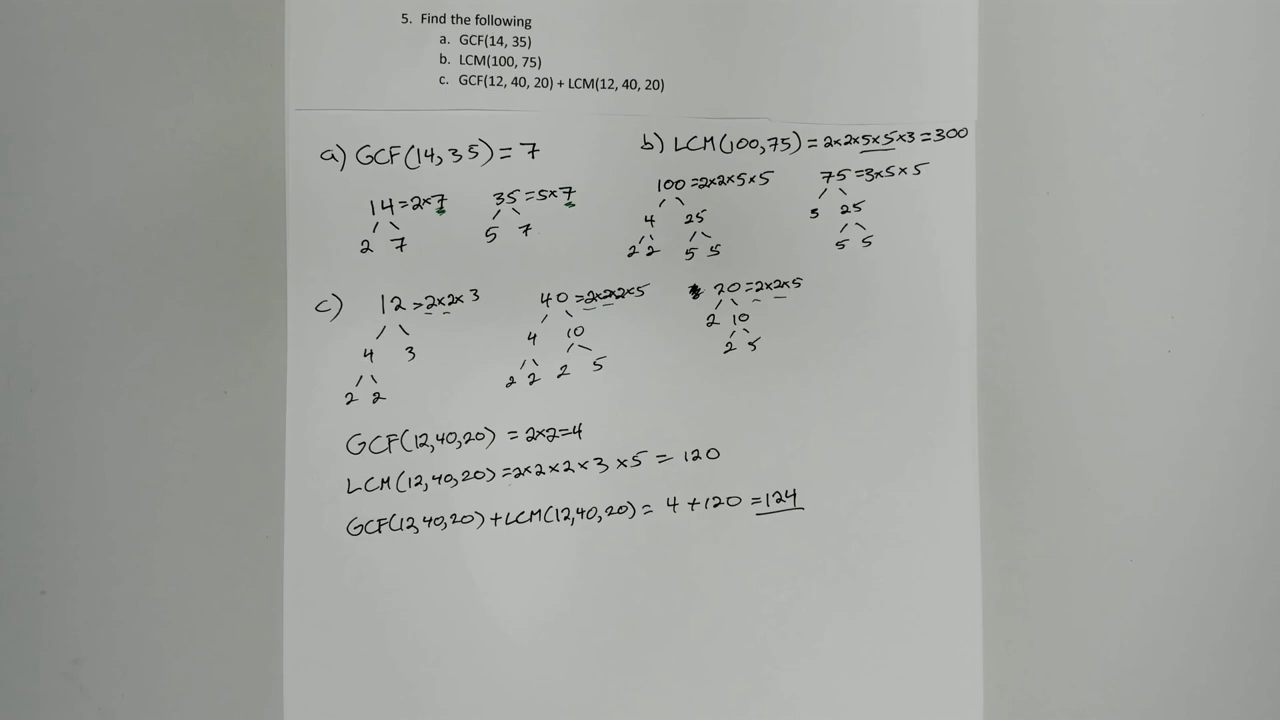 5. Find the following
a. GCF(14, 35)
b. LCM(100, 75)
c. GCF(12, 40, 20) + LCM(12, 40, 20)
a) GCF(14,35) = 7
14=2×7
2 7
35=5×7
5 7
b) LCM(100,75) = 2×2×5×5×3=300
100=2×2×5×5
4 25
2 2 5 5
75=3×5×5
3 25
5 5
c) 12=2×2×3
4 3
2 2
40=2×2×2×5
4 10
2 2 2 5
20=2×2×5
2 10
2 5
GCF(12,40,20) = 2×2=4
LCM(12,40,20)=2×2×2×3×5 = 120
GCF(12,40,20)+LCM(12,40,20)= 4+120=124